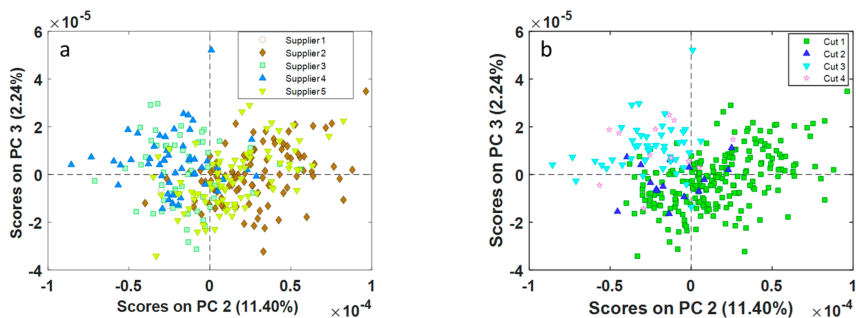 a
× 10⁻⁵
6
4
2
0
-2
-4
-1
-0.5
0
0.5
1
× 10⁻⁴
Scores on PC 3 (2.24%)
Scores on PC 2 (11.40%)
Supplier 1
Supplier 2
Supplier 3
Supplier 4
Supplier 5
b
× 10⁻⁵
6
4
2
0
-2
-4
-1
-0.5
0
0.5
1
× 10⁻⁴
Scores on PC 3 (2.24%)
Scores on PC 2 (11.40%)
Cut 1
Cut 2
Cut 3
Cut 4